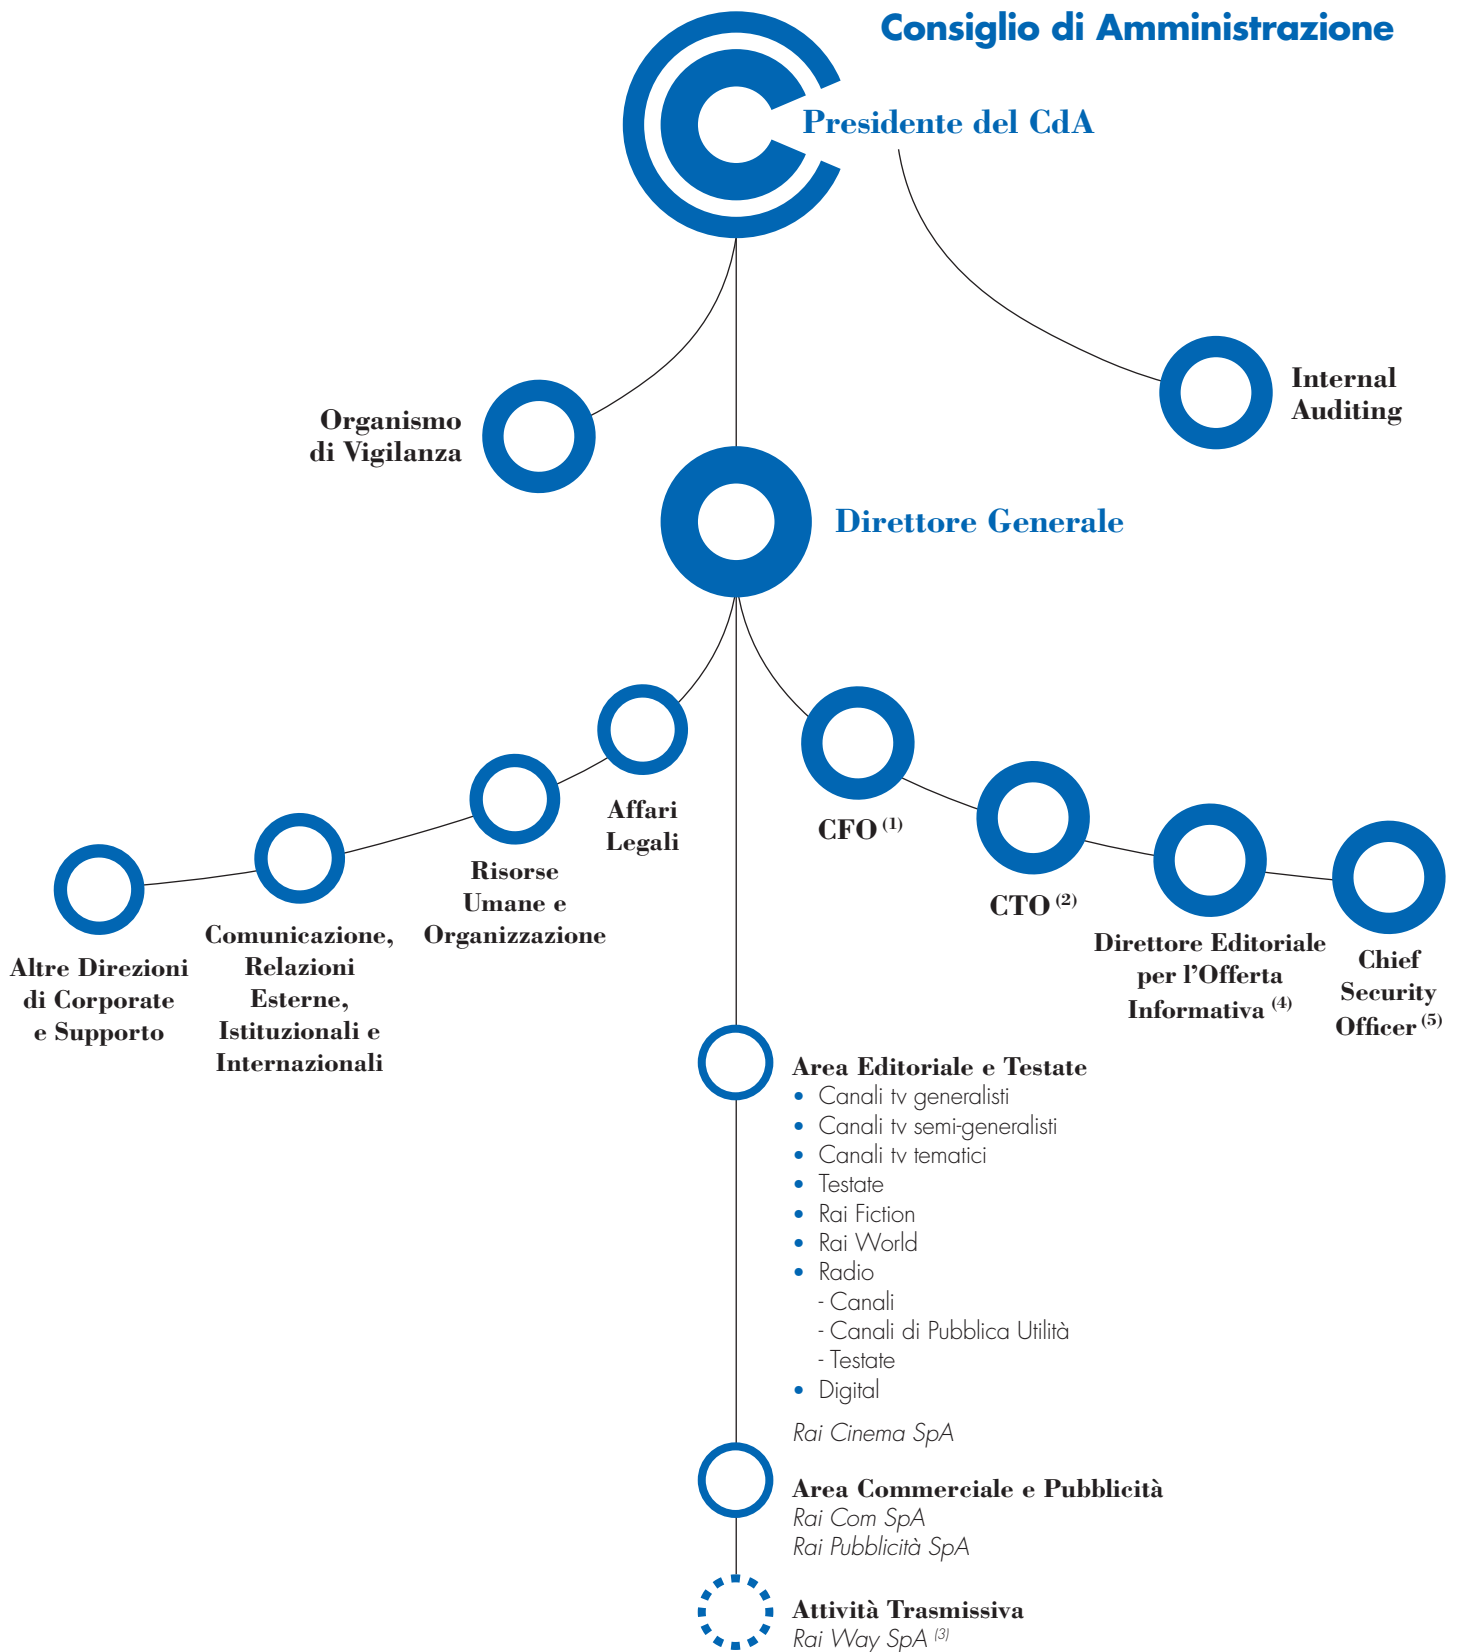 Consiglio di Amministrazione
Presidente del CdA
Internal
Auditing
Organismo
di Vigilanza
Direttore Generale
Affari
Legali
Risorse
Umane e
Organizzazione
Comunicazione,
Relazioni
Esterne,
Istituzionali e
Internazionali
Altre Direzioni
di Corporate
e Supporto
CFO (1)
CTO (2)
Direttore Editoriale
per l'Offerta
Informativa (4)
Chief
Security
Officer (5)
Area Editoriale e Testate
• Canali tv generalisti
• Canali tv semi-generalisti
• Canali tv tematici
• Testate
• Rai Fiction
• Rai World
• Radio
- Canali
- Canali di Pubblica Utilità
- Testate
• Digital
Rai Cinema SpA
Area Commerciale e Pubblicità
Rai Com SpA
Rai Pubblicità SpA
Attività Trasmissiva
Rai Way SpA (3)